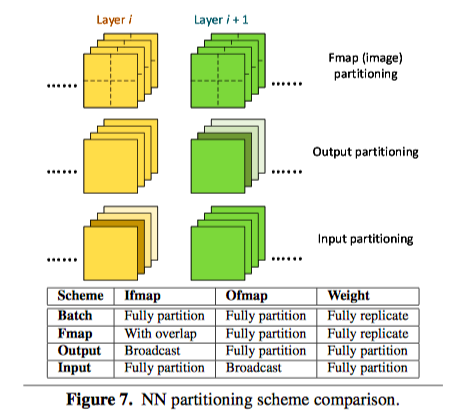 Layer i
Layer i + 1
Fmap (image)
partitioning
......
......
Output partitioning
......
......
Input partitioning
......
......
Scheme Ifmap Ofmap Weight
Batch Fully partition Fully partition Fully replicate
Fmap With overlap Fully partition Fully replicate
Output Broadcast Fully partition Fully partition
Input Fully partition Broadcast Fully partition
Figure 7. NN partitioning scheme comparison.